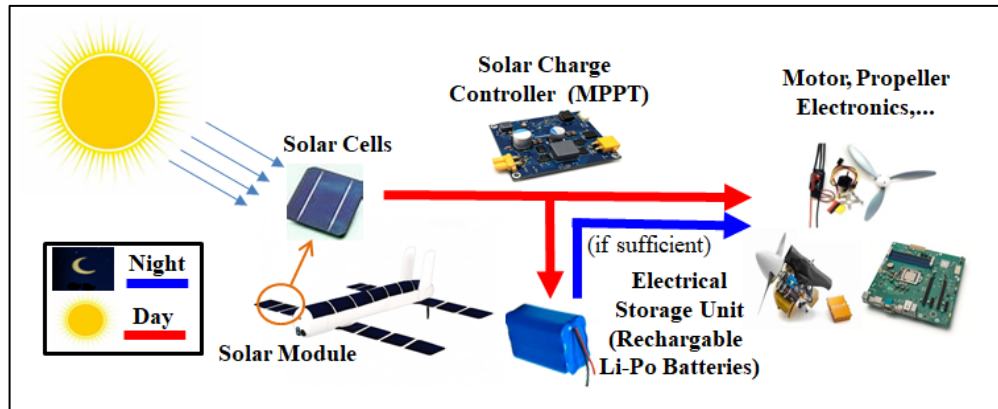 Solar Charge
Controller (MPPT)
Motor, Propeller
Electronics,...
Solar Cells
(if sufficient)
Night
Day
Electrical
Storage Unit
(Rechargable
Li-Po Batteries)
Solar Module